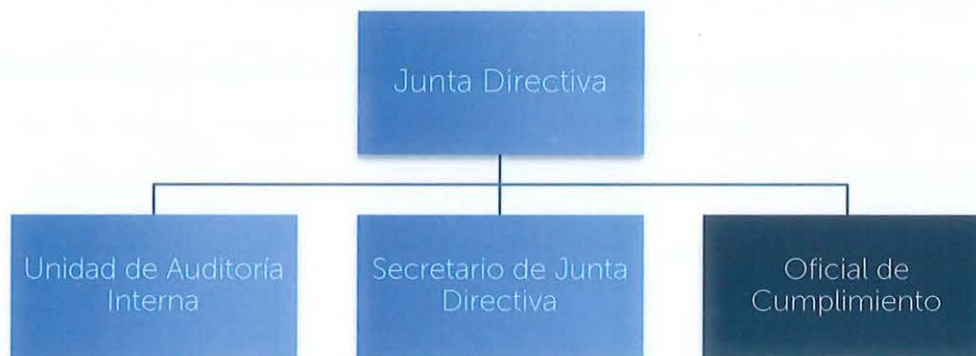 Junta Directiva
Unidad de Auditoría
Interna
Secretario de Junta
Directiva
Oficial de
Cumplimiento